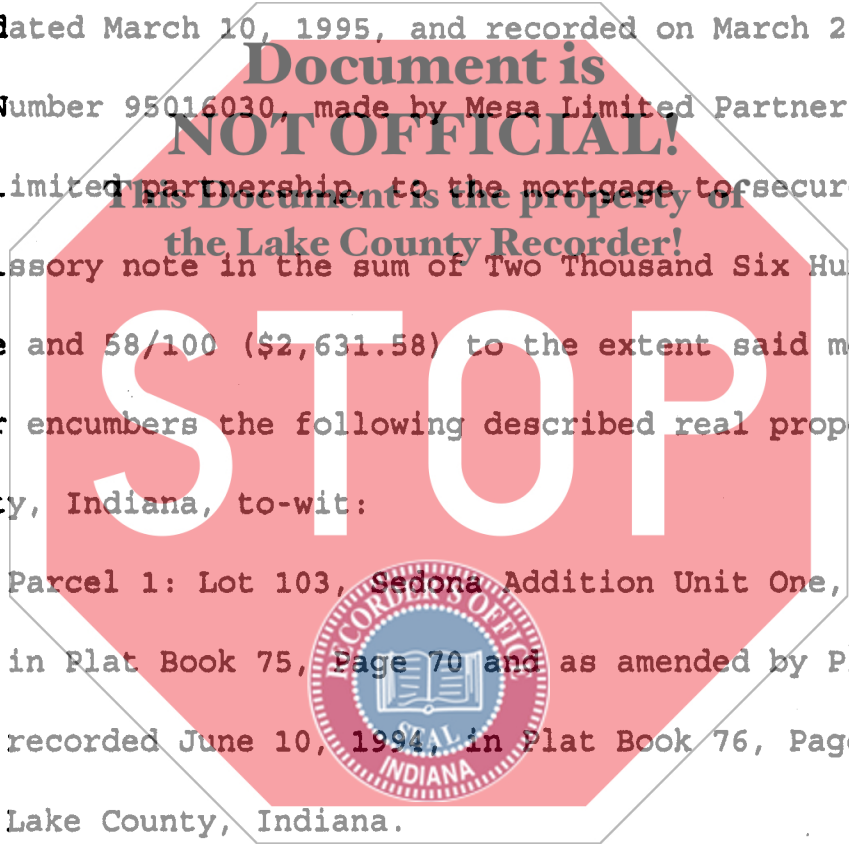 dated March 10, 1995, and recorded on March 2
Document is
Number 95016030, made by Mesa Limited Partner
NOT OFFICIAL!
limited partnership, to the mortgage to secure
This Document is the property of
the Lake County Recorder!
issory note in the sum of Two Thousand Six Hu
STOP
e and 58/100 ($2,631.58) to the extent said m
r encumbers the following described real prop
ty, Indiana, to-wit:
Parcel 1: Lot 103, Sedona Addition Unit One,
RECORDER'S OFFIC
in Plat Book 75, Page 70 and as amended by P
SEAL
recorded June 10, 1994, in Plat Book 76, Pag
INDIANA
Lake County, Indiana.